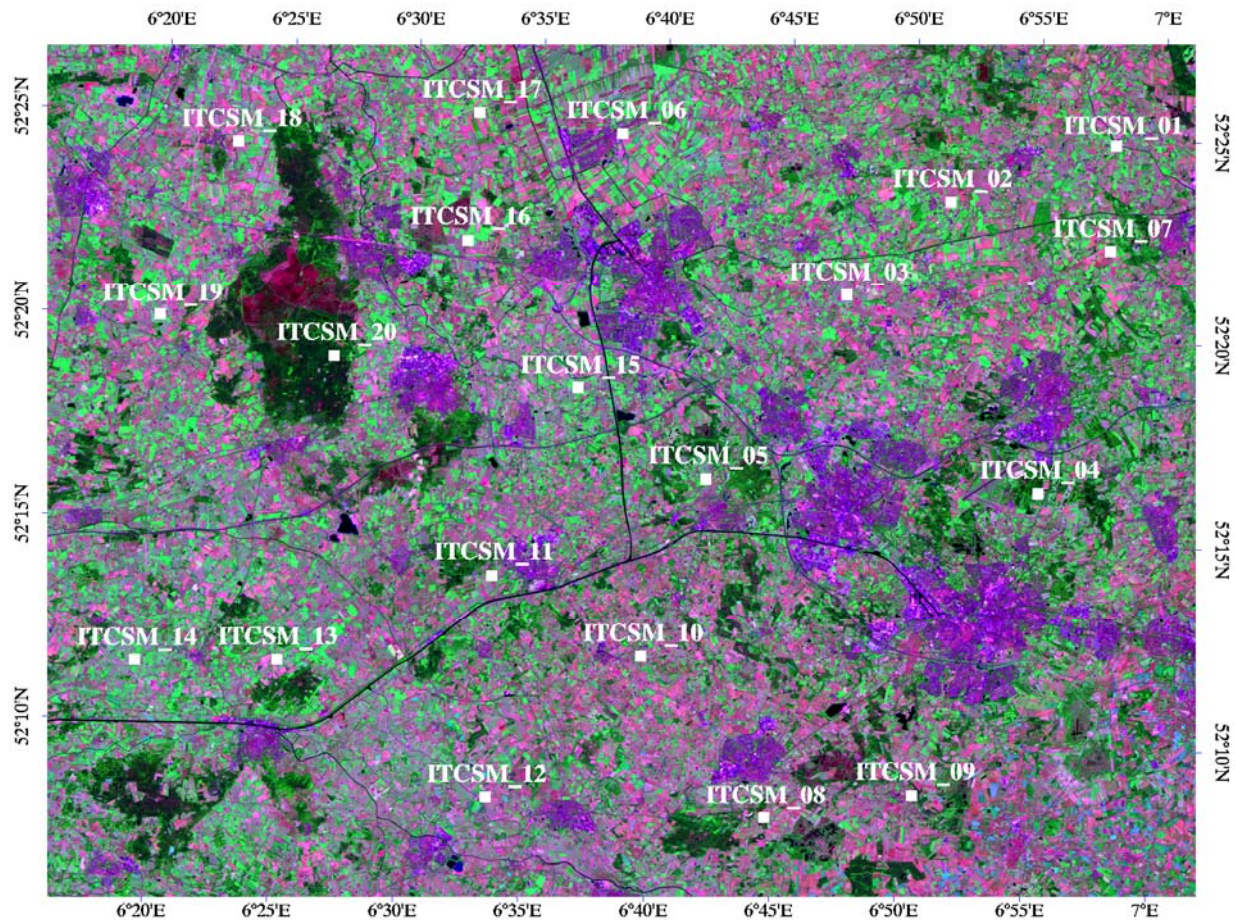 6°20'E 6°25'E 6°30'E 6°35'E 6°40'E 6°45'E 6°50'E 6°55'E 7°E
ITCSM_17
52°25'N
ITCSM_18
ITCSM_06
ITCSM_01
52°25'N
ITCSM_02
ITCSM_16
ITCSM_07
ITCSM_03
ITCSM_19
52°20'N
ITCSM_20
52°20'N
ITCSM_15
ITCSM_05
ITCSM_04
52°15'N
52°15'N
ITCSM_11
ITCSM_14
ITCSM_13
ITCSM_10
52°10'N
52°10'N
ITCSM_12
ITCSM_09
ITCSM_08
6°20'E 6°25'E 6°30'E 6°35'E 6°40'E 6°45'E 6°50'E 6°55'E 7°E